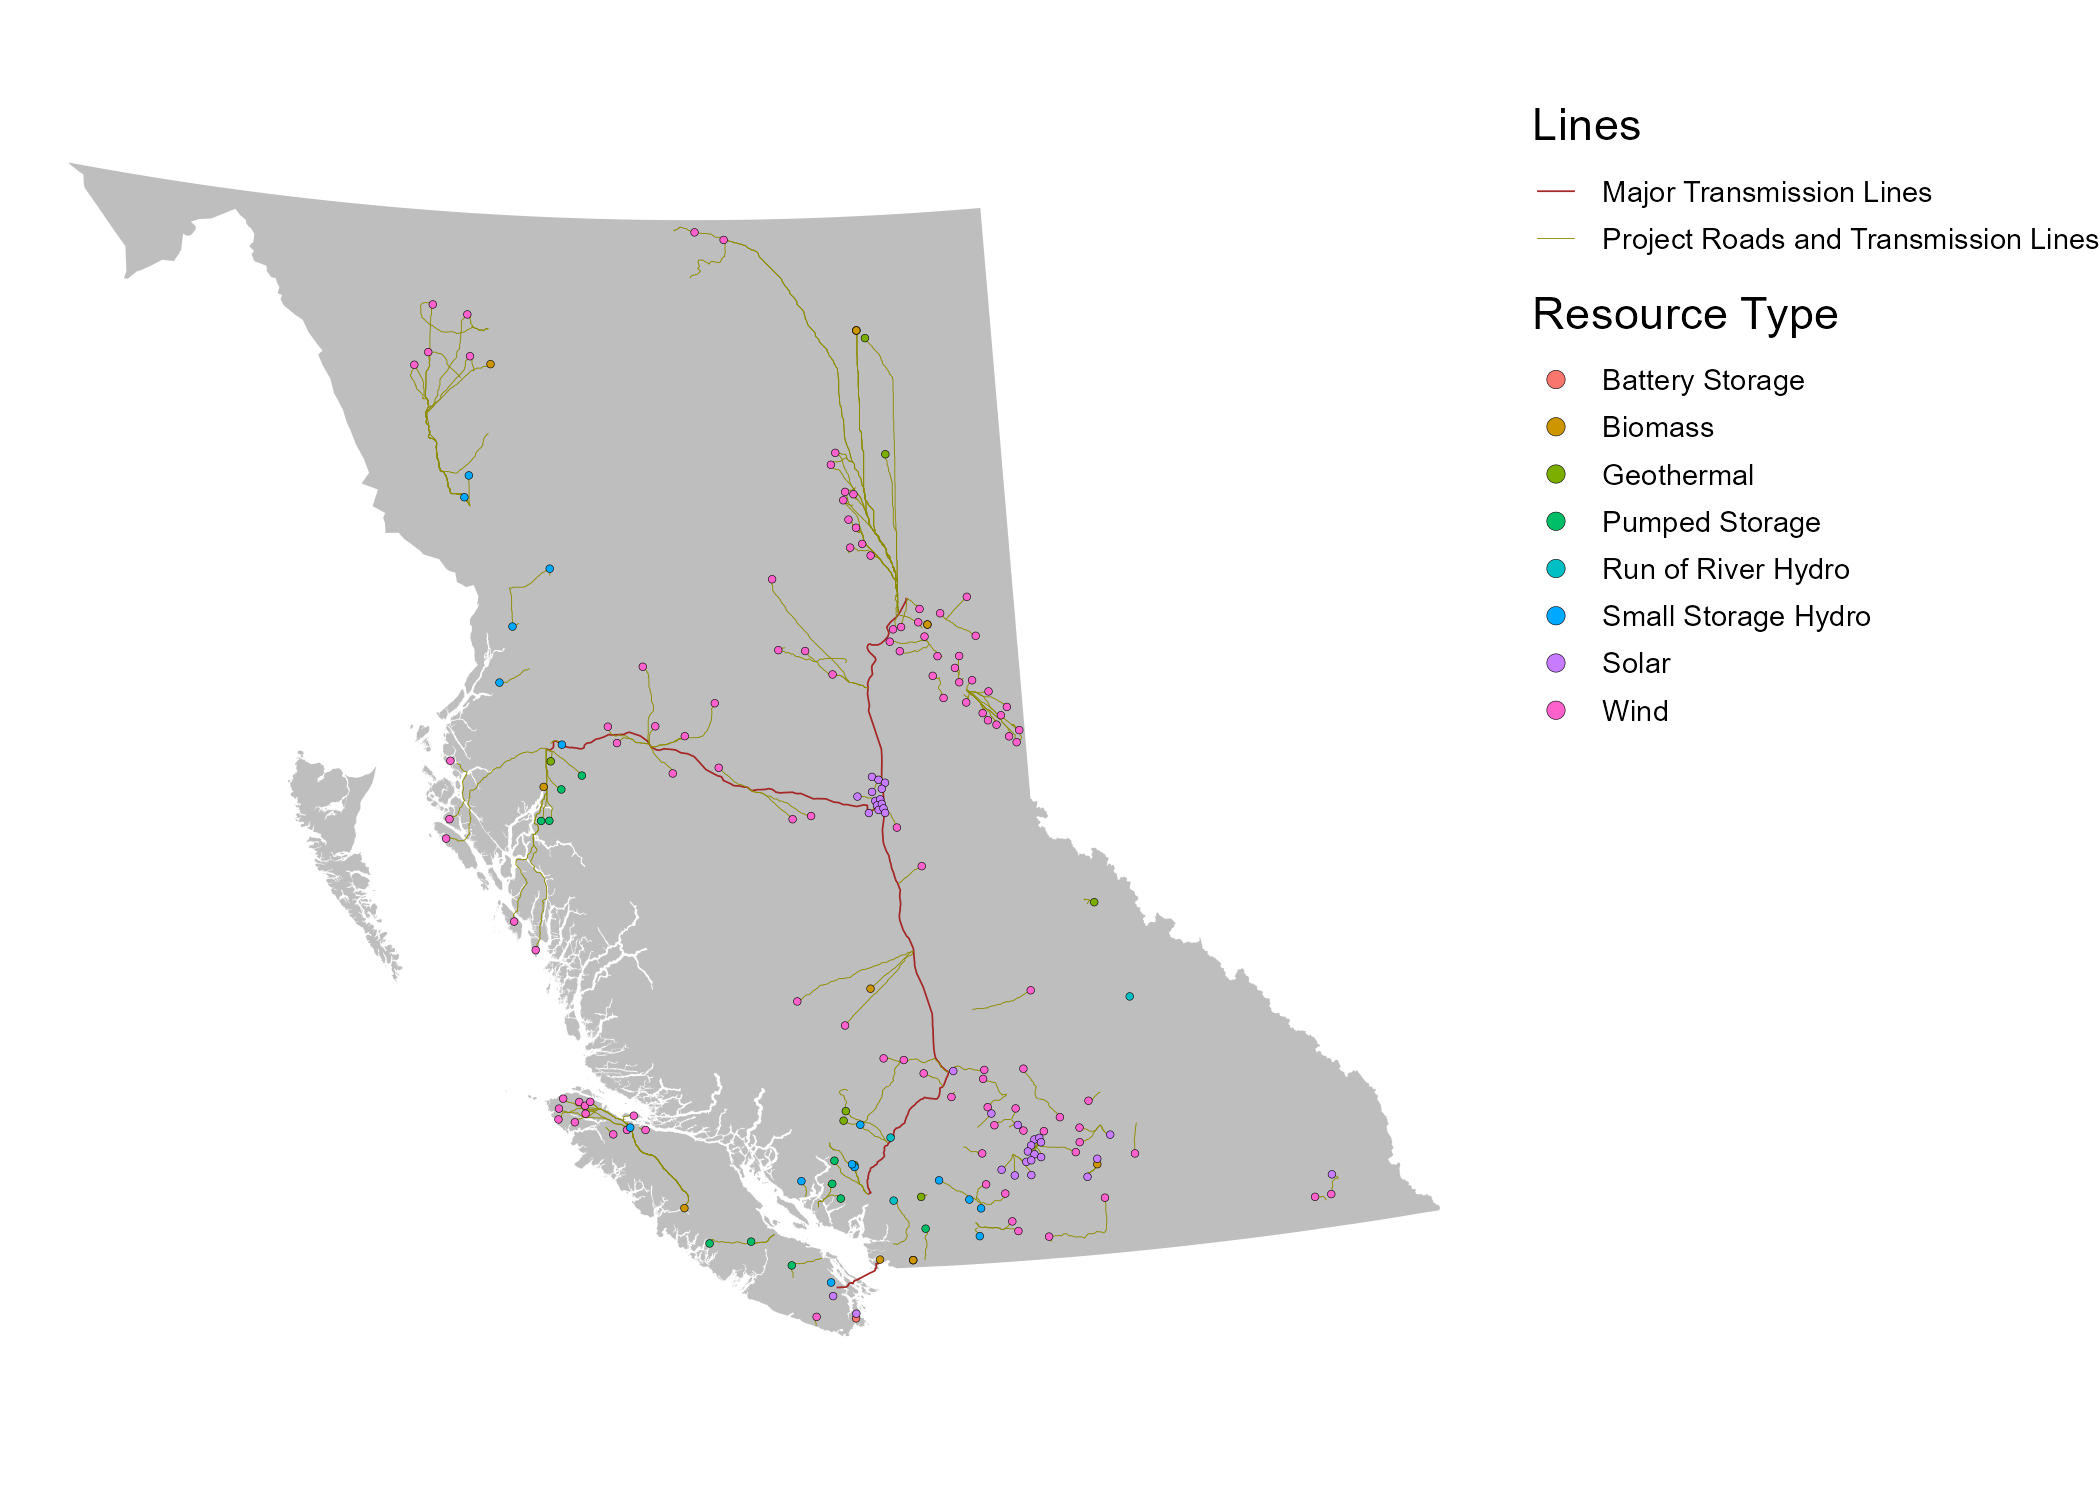 Lines
Major Transmission Lines
Project Roads and Transmission Lines
Resource Type
Battery Storage
Biomass
Geothermal
Pumped Storage
Run of River Hydro
Small Storage Hydro
Solar
Wind